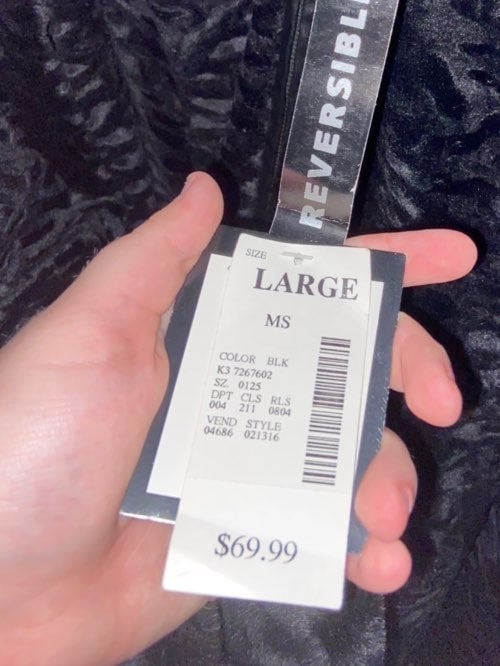 REVERSIBL
SIZE
LARGE
MS
COLOR BLK
K3 7267602
SZ 0125
DPT CLS RLS
004 211 0804
VEND STYLE
04686 021316
$69.99